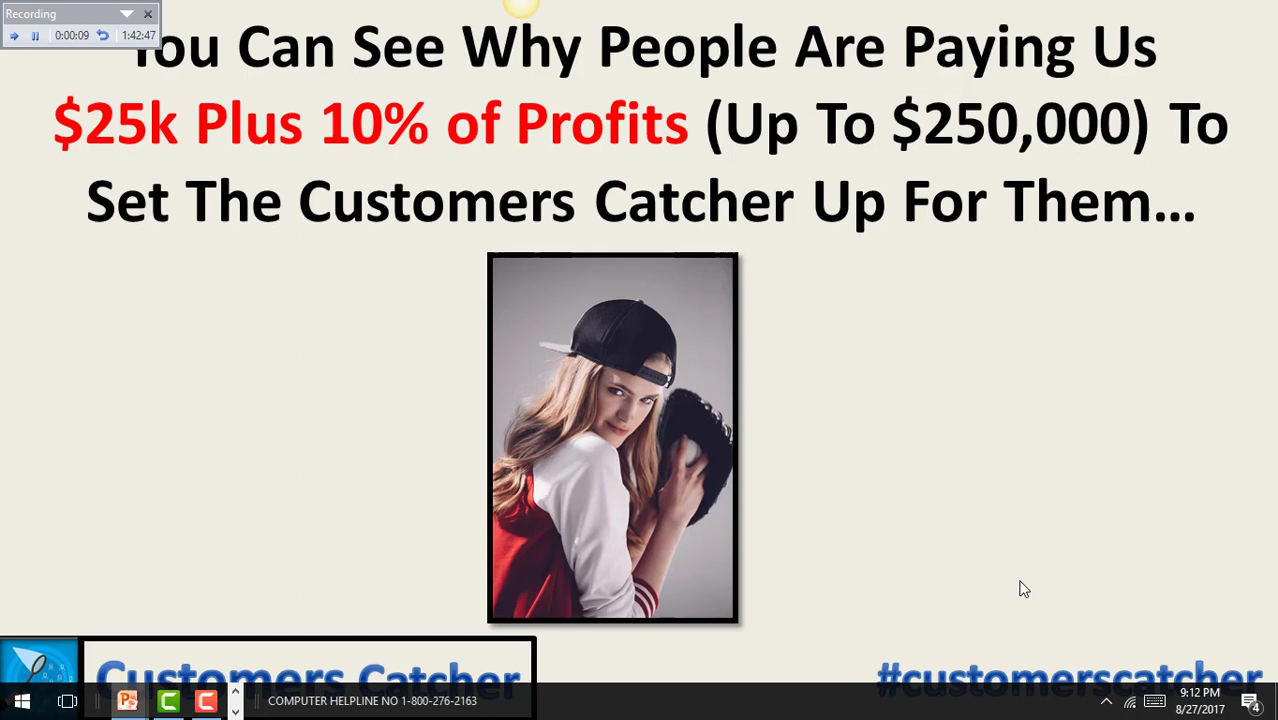 Recording
0:00:09
1:42:47
You Can See Why People Are Paying Us
$25k Plus 10% of Profits (Up To $250,000) To
Set The Customers Catcher Up For Them...
Customers Catcher
#customerscatcher
COMPUTER HELPLINE NO 1-800-276-2163
9:12 PM
8/27/2017
4